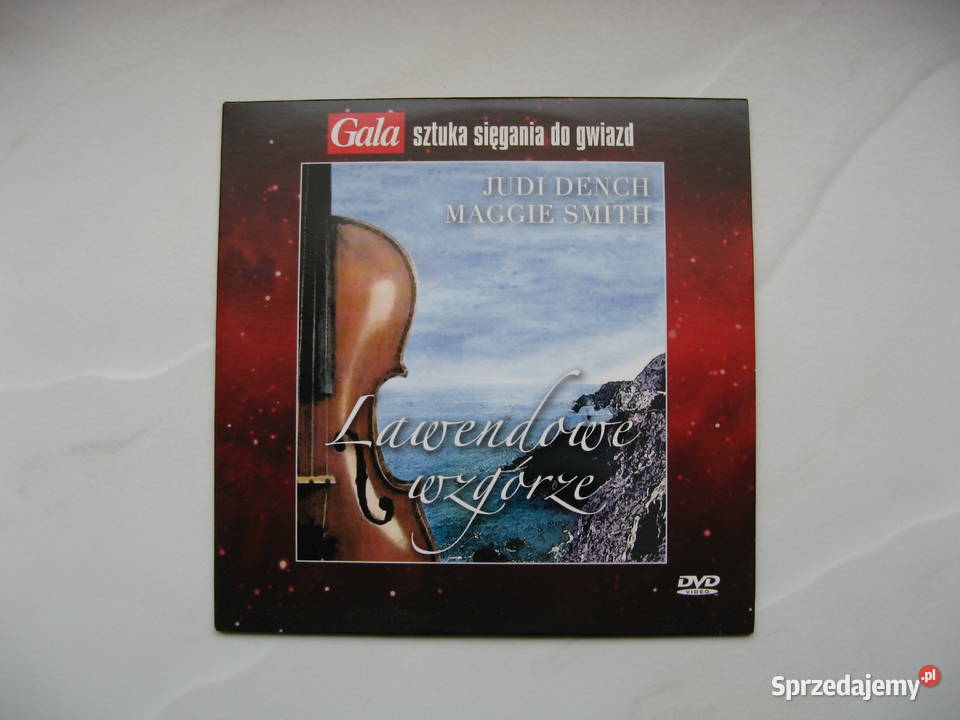 Gala sztuka sięgania do gwiazd
JUDI DENCH
MAGGIE SMITH
Lawendowe
wzgórze
DVD
VIDEO
Sprzedajemy.pl